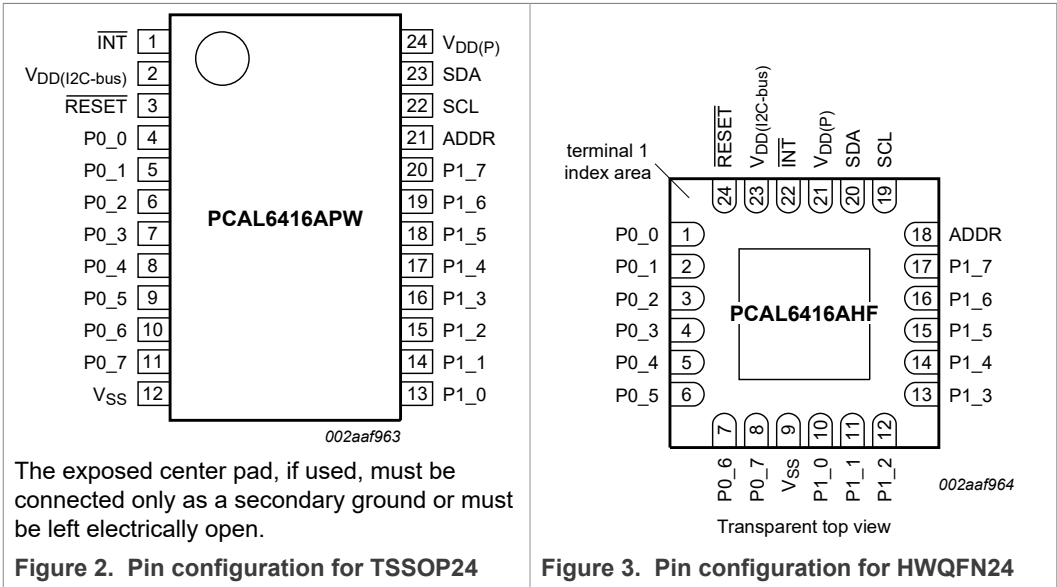 INT 1 24 VDD(P)
VDD(I2C-bus) 2 23 SDA
RESET 3 22 SCL
P0_0 4 21 ADDR
P0_1 5 20 P1_7
P0_2 6 19 P1_6
P0_3 7 PCAL6416APW 18 P1_5
P0_4 8 17 P1_4
P0_5 9 16 P1_3
P0_6 10 15 P1_2
P0_7 11 14 P1_1
VSS 12 13 P1_0
002aaf963
The exposed center pad, if used, must be
connected only as a secondary ground or must
be left electrically open.
Figure 2. Pin configuration for TSSOP24
RESET VDD(I2C-bus) INT VDD(P) SDA SCL
terminal 1
index area
24 23 22 21 20 19
P0_0 1 18 ADDR
P0_1 2 17 P1_7
P0_2 3 16 P1_6
PCAL6416AHF
P0_3 4 15 P1_5
P0_4 5 14 P1_4
P0_5 6 13 P1_3
7 8 9 10 11 12
P0_6 P0_7 VSS P1_0 P1_1 P1_2
002aaf964
Transparent top view
Figure 3. Pin configuration for HWQFN24